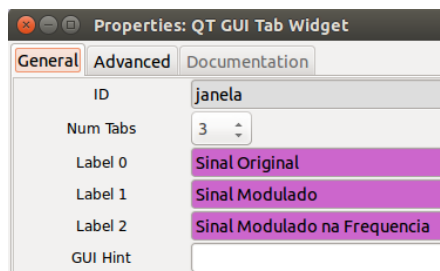 Properties: QT GUI Tab Widget
General Advanced Documentation
ID janela
Num Tabs 3
Label 0 Sinal Original
Label 1 Sinal Modulado
Label 2 Sinal Modulado na Frequencia
GUI Hint